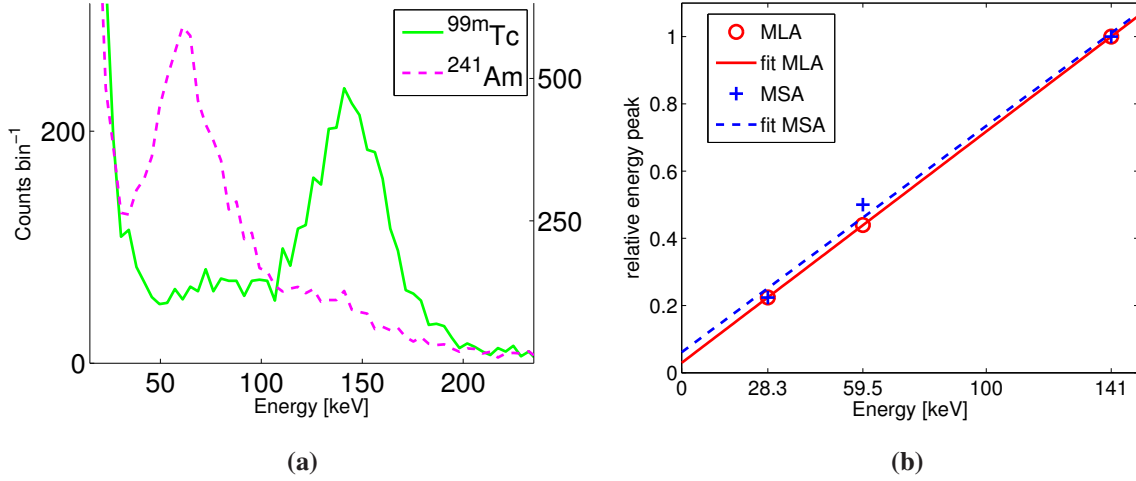 99mTc
241Am
200
0
500
250
50
100
150
200
Counts bin−1
Energy [keV]
(a)
MLA
fit MLA
MSA
fit MSA
1
0.8
0.6
0.4
0.2
0
0
28.3
59.5
100
141
relative energy peak
Energy [keV]
(b)